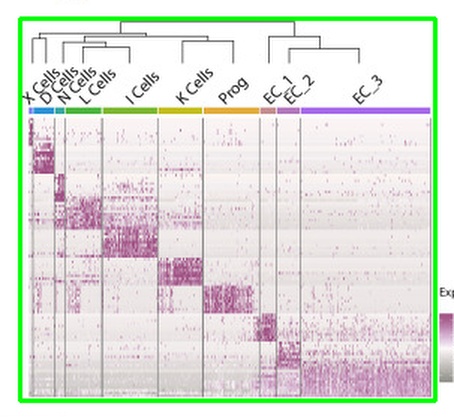 X Cells
D Cells
N Cells
L Cells
I Cells
K Cells
Prog
EC_1
EC_2
EC_3
Exp